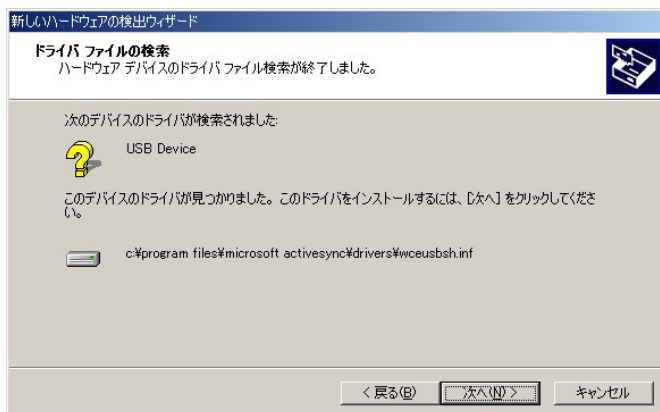 新しいハードウェアの検出ウィザード
ドライバ ファイルの検索
ハードウェア デバイスのドライバ ファイル検索が終了しました。
次のデバイスのドライバが検索されました:
USB Device
このデバイスのドライバが見つかりました。このドライバをインストールするには、[次へ] をクリックしてくださ
い。
c:¥program files¥microsoft activesync¥drivers¥wceusbsh.inf
< 戻る(B)
次へ(N) >
キャンセル